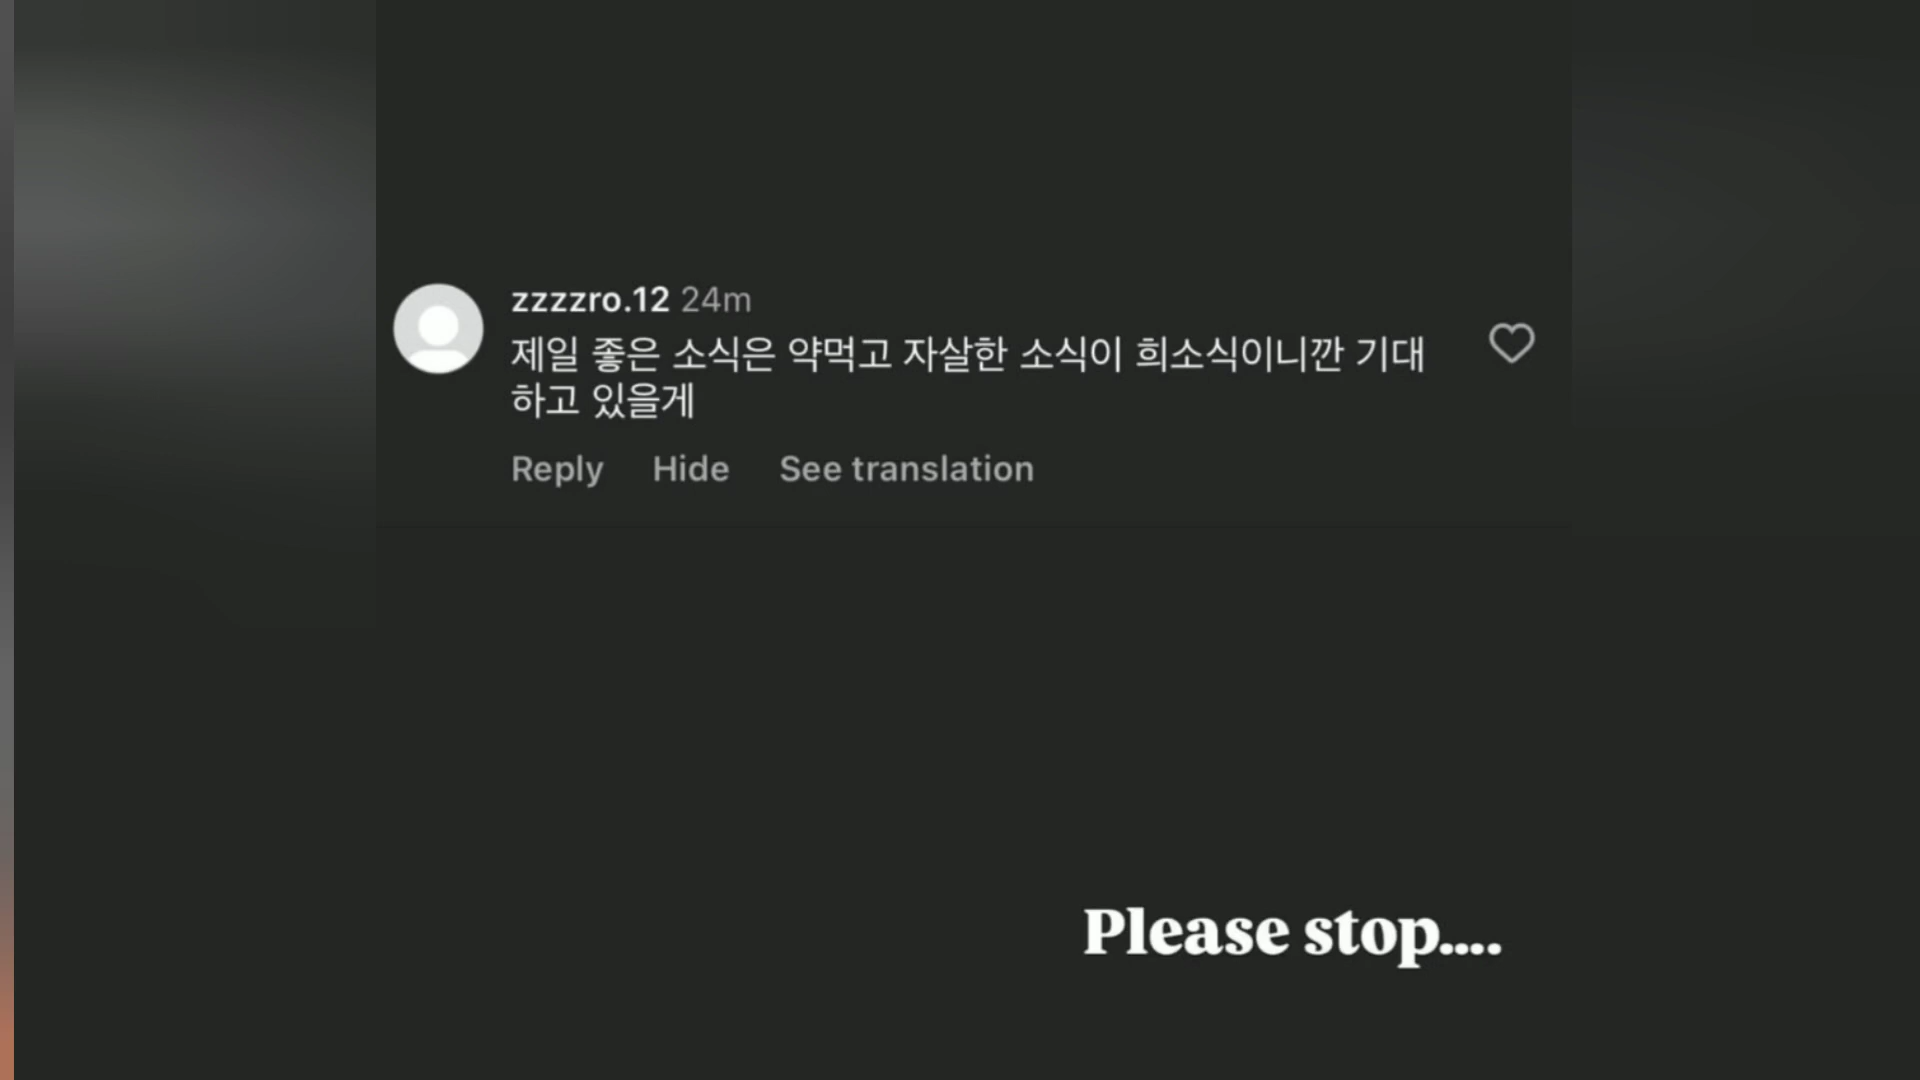 zzzzro.12 24m
제일 좋은 소식은 약먹고 자살한 소식이 희소식이니깐 기대
하고 있을게
Reply Hide See translation
Please stop....